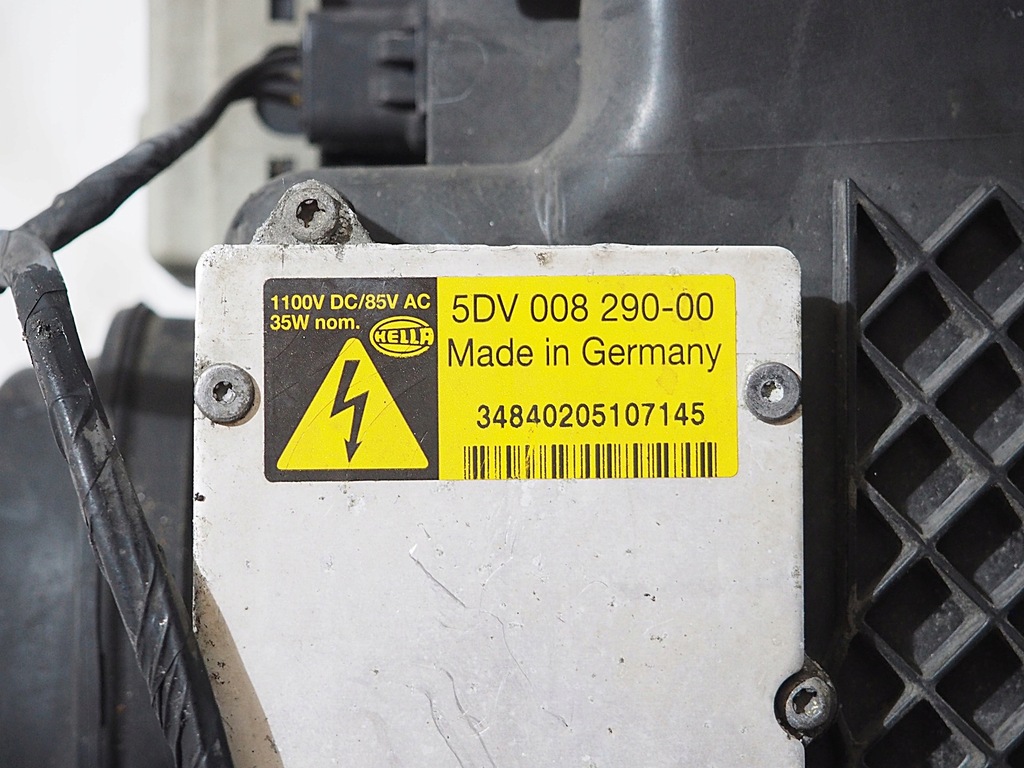 1100V DC/85V AC
35W nom.
HELLA
5DV 008 290-00
Made in Germany
34840205107145